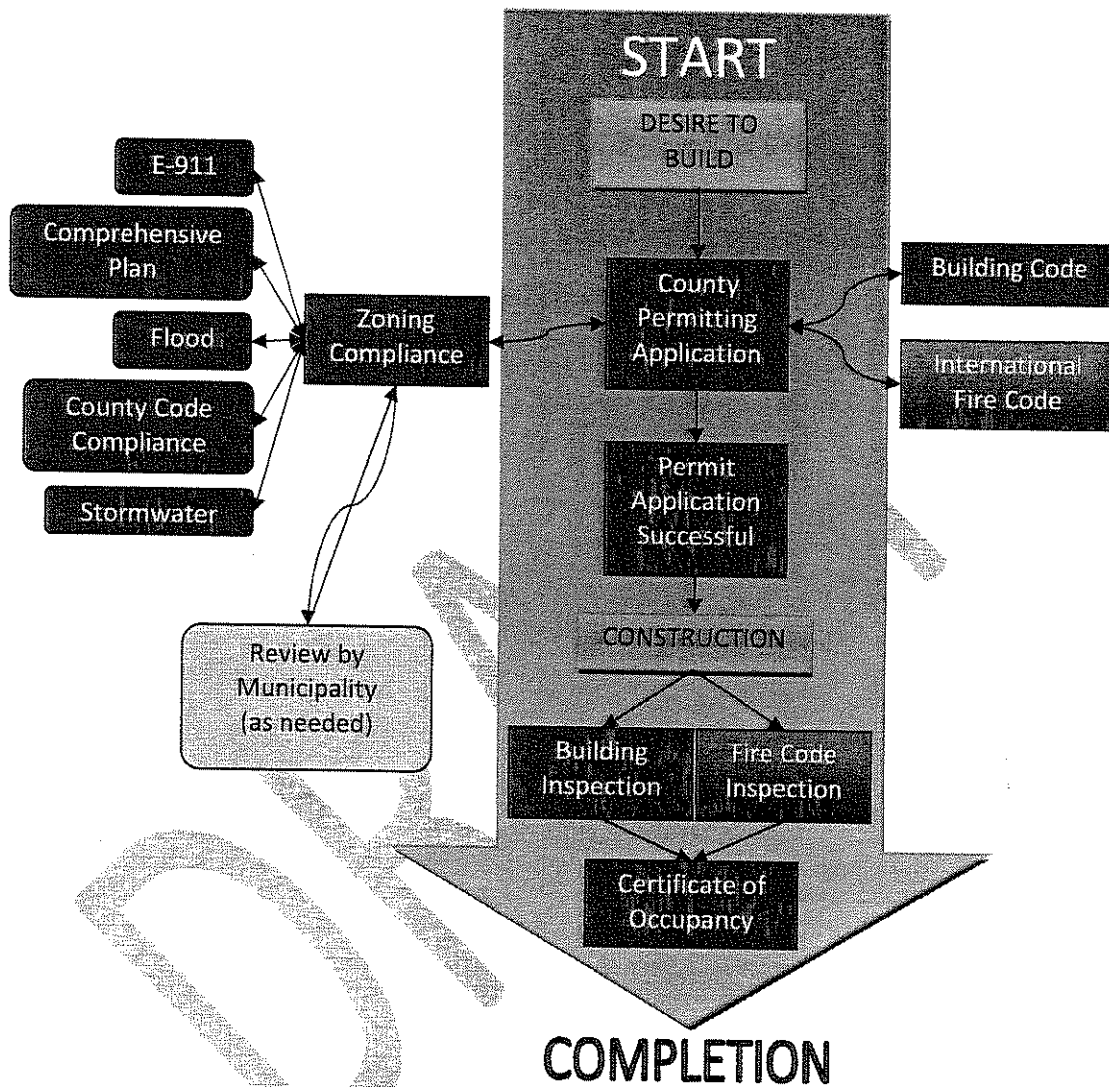 START
DESIRE TO
BUILD
E-911
Comprehensive
Plan
Flood
County Code
Compliance
Stormwater
Zoning
Compliance
County
Permitting
Application
Building Code
International
Fire Code
Permit
Application
Successful
CONSTRUCTION
Review by
Municipality
(as needed)
Building
Inspection
Fire Code
Inspection
Certificate of
Occupancy
COMPLETION
DRAFT